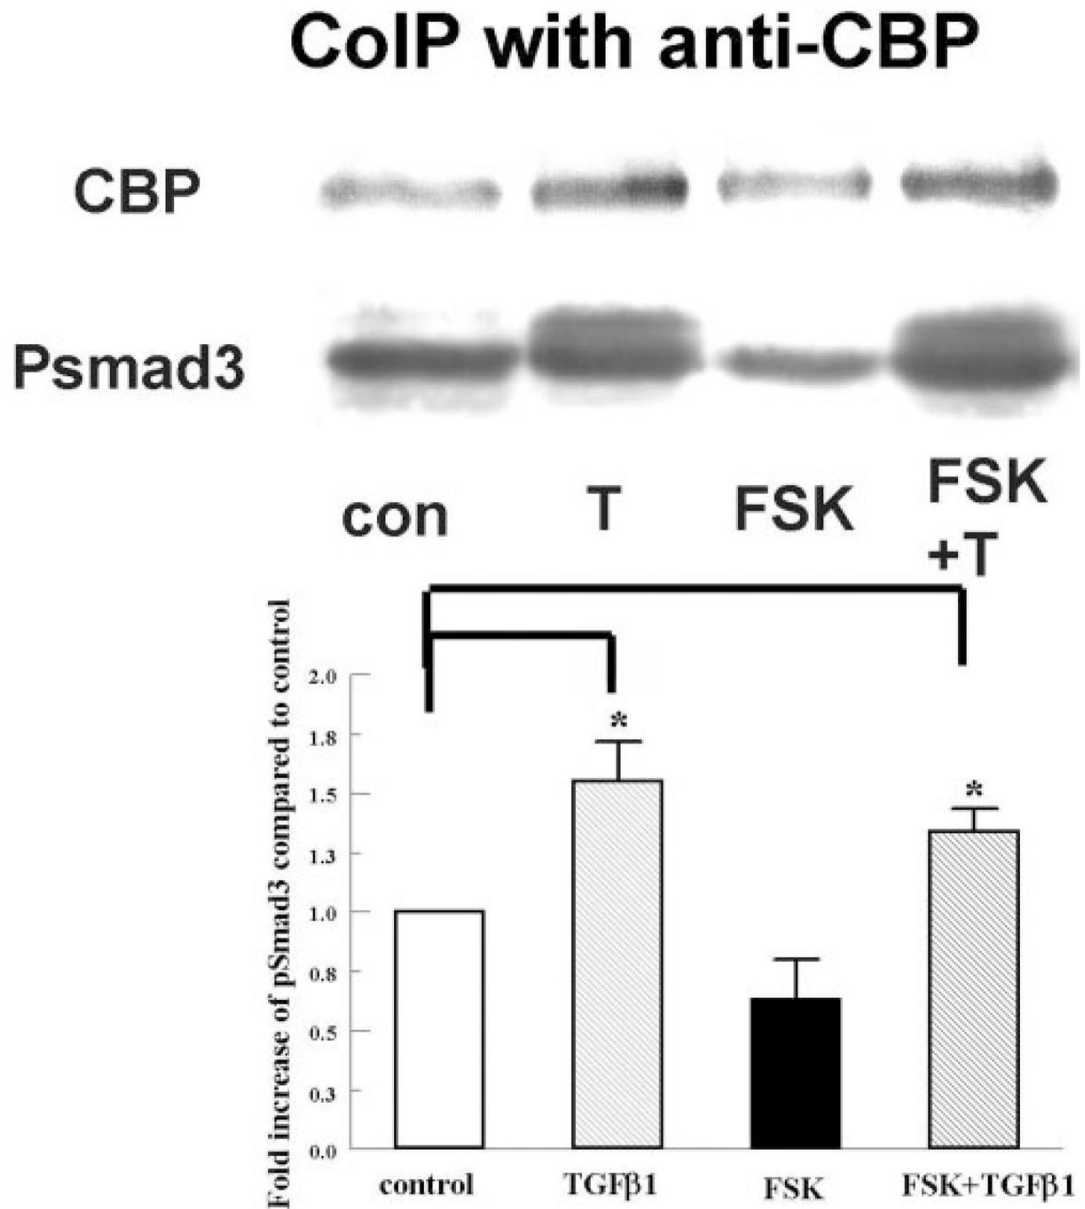 CoIP with anti-CBP
CBP
Psmad3
con T FSK FSK
+T
Fold increase of pSmad3 compared to control
2.0
*
1.8
1.5
*
1.3
1.0
0.8
0.5
0.3
0.0
control TGFβ1 FSK FSK+TGFβ1